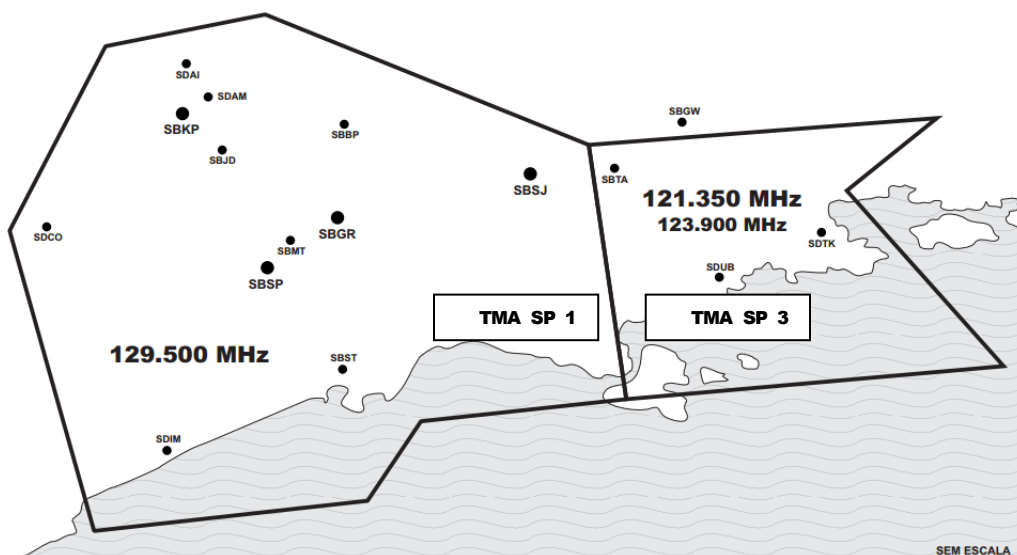 SDAI
SDAM
SBKP
SBGW
SBBP
SBJD
SBTA
SBSJ
121.350 MHz
123.900 MHz
SDCO
SBGR
SDTK
SBMT
SBSP
SDUB
TMA SP 1
TMA SP 3
129.500 MHz
SBST
SDIM
SEM ESCALA